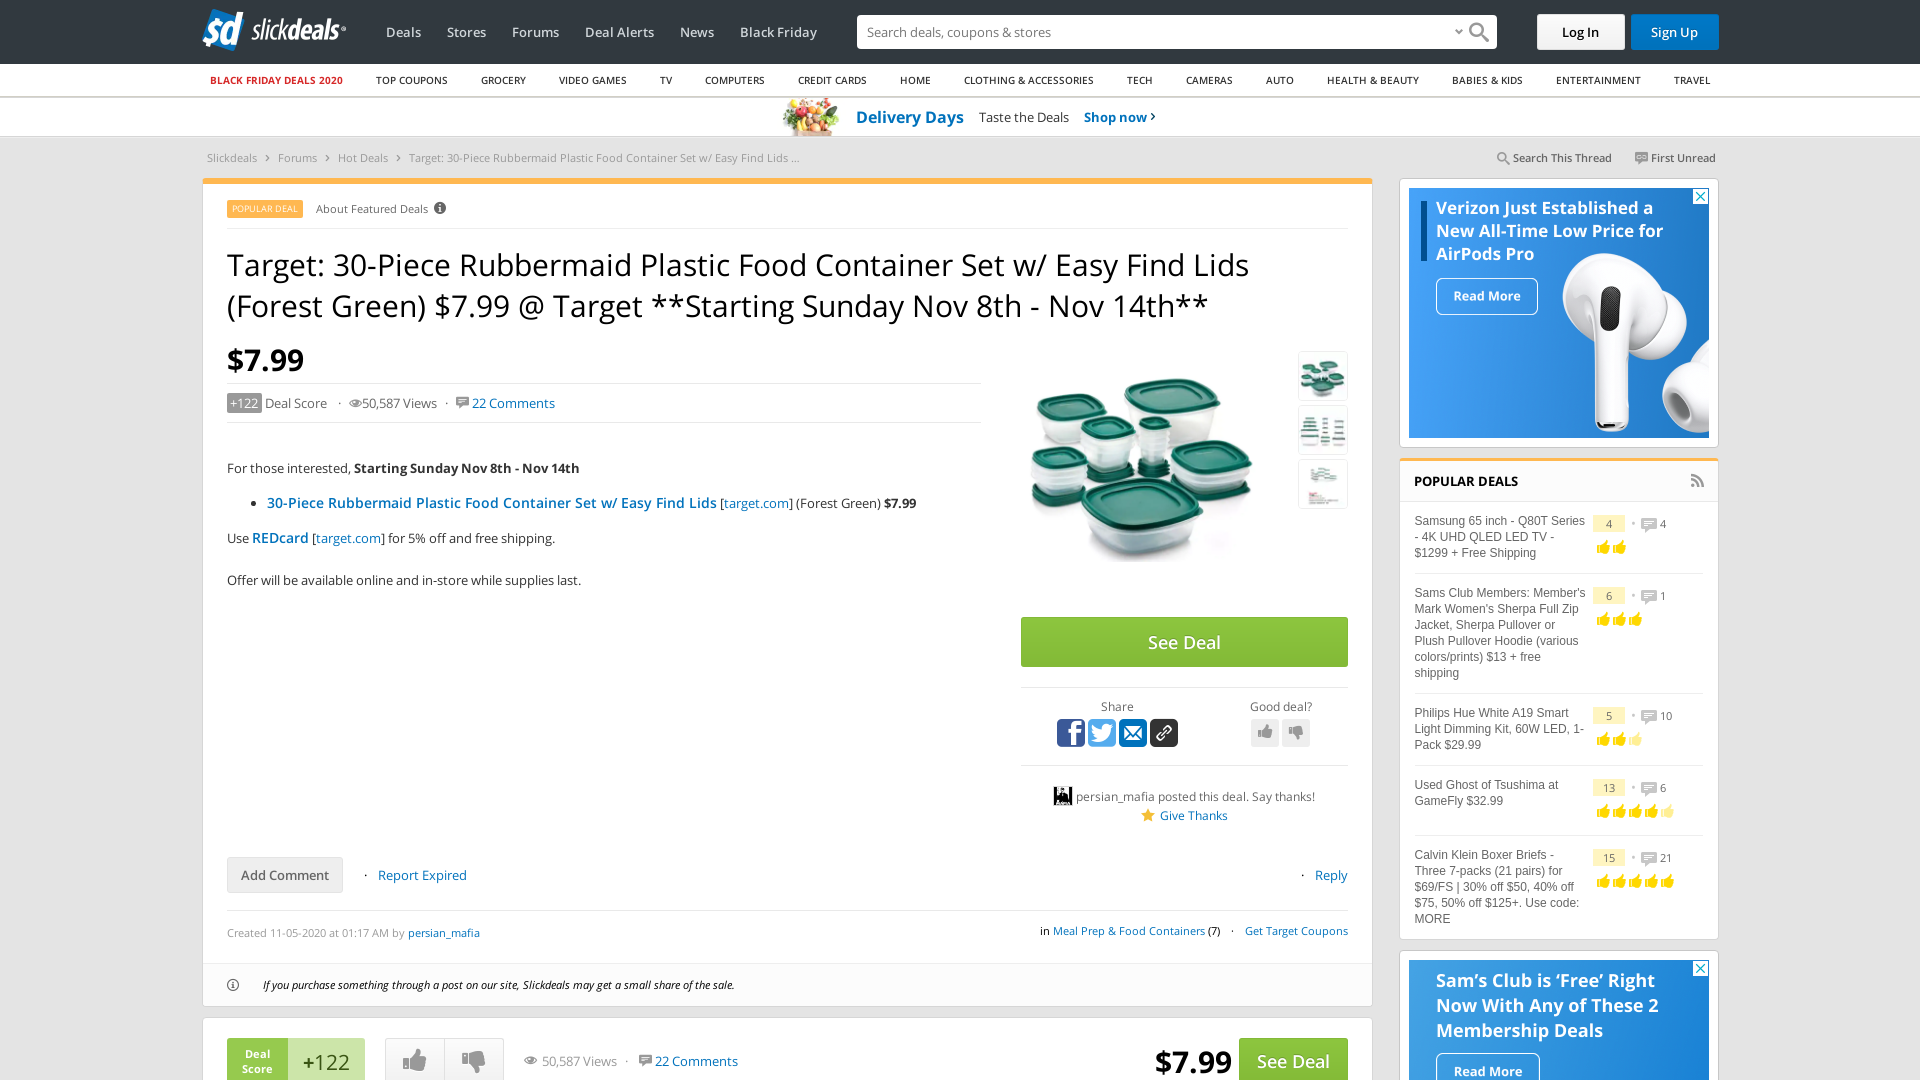 slickdeals
Deals Stores Forums Deal Alerts News Black Friday
Search deals, coupons & stores
Log In Sign Up
BLACK FRIDAY DEALS 2020 TOP COUPONS GROCERY VIDEO GAMES TV COMPUTERS CREDIT CARDS HOME CLOTHING & ACCESSORIES TECH CAMERAS AUTO HEALTH & BEAUTY BABIES & KIDS ENTERTAINMENT TRAVEL
Delivery Days Taste the Deals Shop now
Slickdeals Forums Hot Deals Target: 30-Piece Rubbermaid Plastic Food Container Set w/ Easy Find Lids ...
Search This Thread First Unread
POPULAR DEAL About Featured Deals
Target: 30-Piece Rubbermaid Plastic Food Container Set w/ Easy Find Lids
(Forest Green) $7.99 @ Target **Starting Sunday Nov 8th - Nov 14th**
$7.99
+122 Deal Score · 50,587 Views · 22 Comments
For those interested, Starting Sunday Nov 8th - Nov 14th
• 30-Piece Rubbermaid Plastic Food Container Set w/ Easy Find Lids [target.com] (Forest Green) $7.99
Use REDcard [target.com] for 5% off and free shipping.
Offer will be available online and in-store while supplies last.
See Deal
Share
Good deal?
persian_mafia posted this deal. Say thanks!
Give Thanks
Add Comment · Report Expired
· Reply
Created 11-05-2020 at 01:17 AM by persian_mafia
in Meal Prep & Food Containers (7) · Get Target Coupons
If you purchase something through a post on our site, Slickdeals may get a small share of the sale.
Deal
Score
+122
50,587 Views · 22 Comments
$7.99
See Deal
Verizon Just Established a
New All-Time Low Price for
AirPods Pro
Read More
POPULAR DEALS
Samsung 65 inch - Q80T Series
- 4K UHD QLED LED TV -
$1299 + Free Shipping
4 • 4
Sams Club Members: Member's
Mark Women's Sherpa Full Zip
Jacket, Sherpa Pullover or
Plush Pullover Hoodie (various
colors/prints) $13 + free
shipping
6 • 1
Philips Hue White A19 Smart
Light Dimming Kit, 60W LED, 1-
Pack $29.99
5 • 10
Used Ghost of Tsushima at
GameFly $32.99
13 • 6
Calvin Klein Boxer Briefs -
Three 7-packs (21 pairs) for
$69/FS | 30% off $50, 40% off
$75, 50% off $125+. Use code:
MORE
15 • 21
Sam's Club is ‘Free’ Right
Now With Any of These 2
Membership Deals
Read More